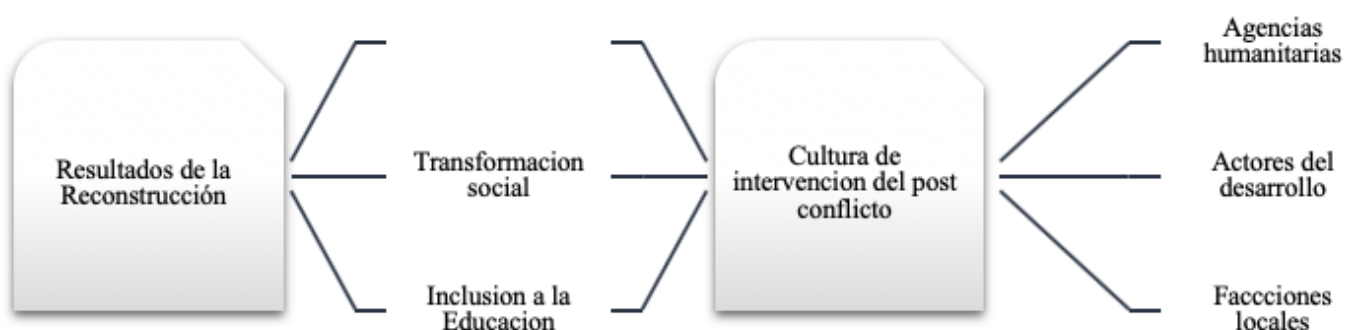 Resultados de la
Reconstrucción
Transformacion
social
Inclusion a la
Educacion
Cultura de
intervencion del post
conflicto
Agencias
humanitarias
Actores del
desarrollo
Faccciones
locales